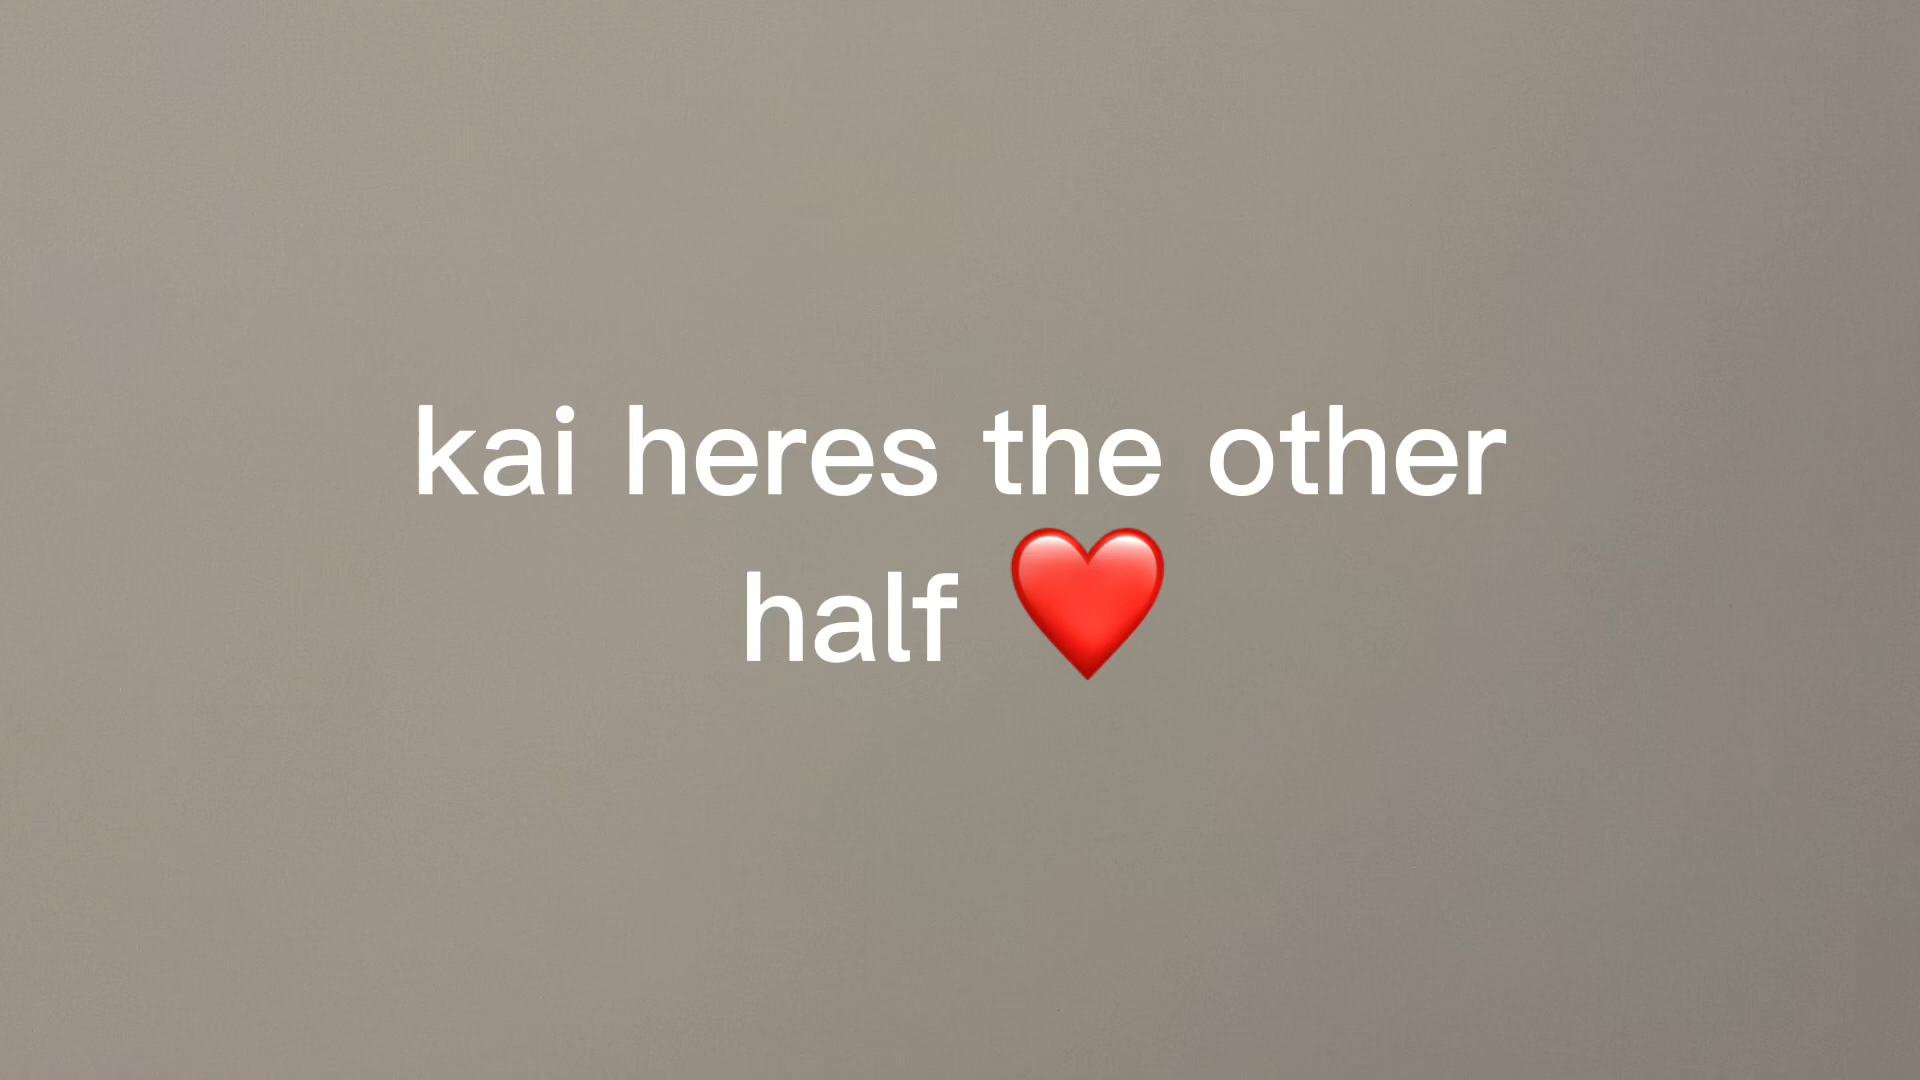 kai heres the other
half ❤️